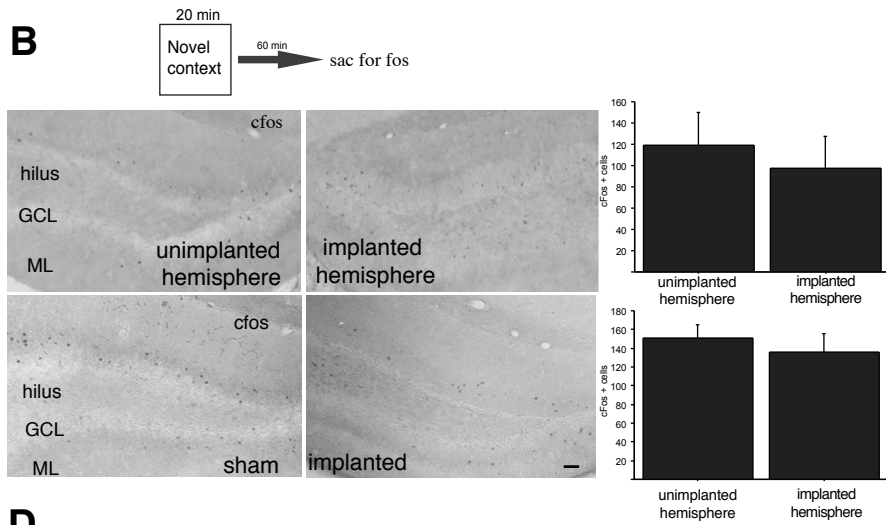 B
20 min
Novel
context
60 min
sac for fos
cfos
hilus
GCL
ML
unimplanted
hemisphere
implanted
hemisphere
cfos
hilus
GCL
ML
sham
implanted
160
140
120
100
80
60
40
20
cFos + cells
unimplanted
hemisphere
implanted
hemisphere
180
160
140
120
100
80
60
40
20
cFos + cells
unimplanted
hemisphere
implanted
hemisphere